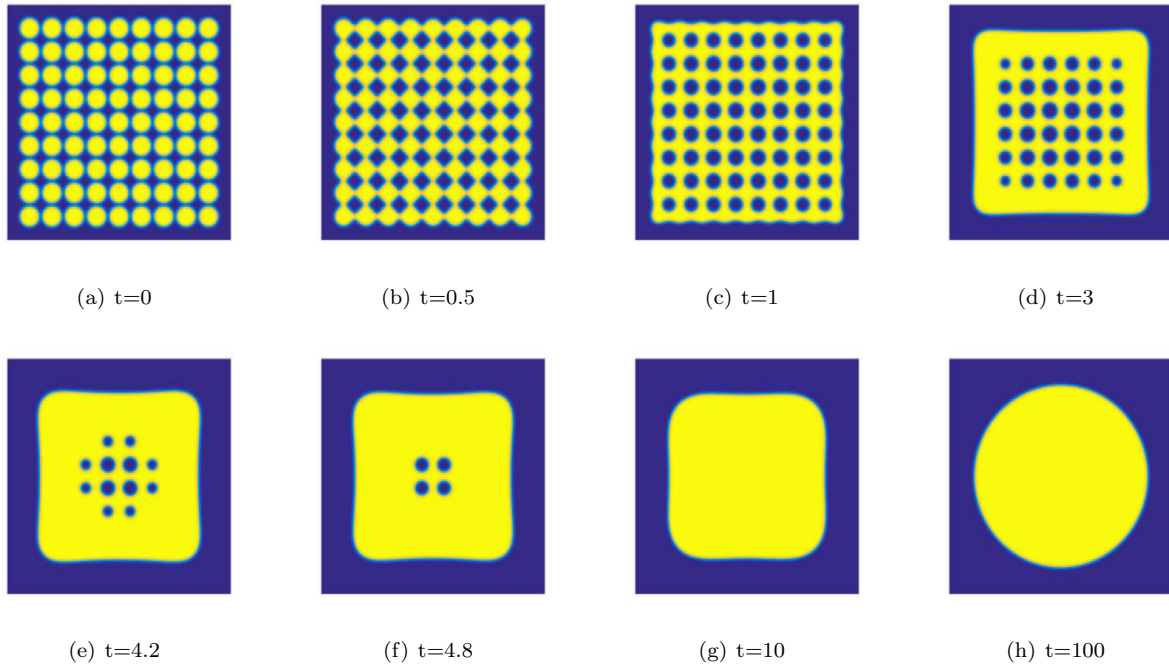 (a) t=0
(b) t=0.5
(c) t=1
(d) t=3
(e) t=4.2
(f) t=4.8
(g) t=10
(h) t=100